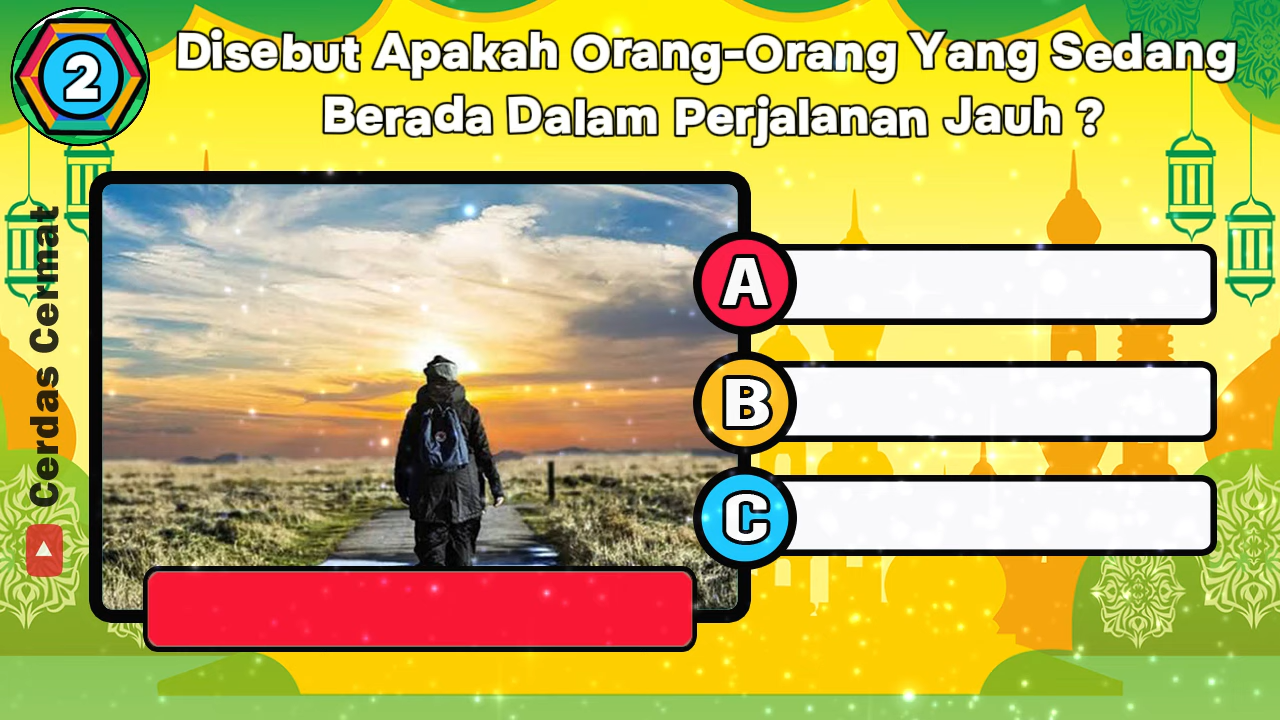 2
Disebut Apakah Orang-Orang Yang Sedang
Berada Dalam Perjalanan Jauh ?
Cerdas Cermat
A
B
C